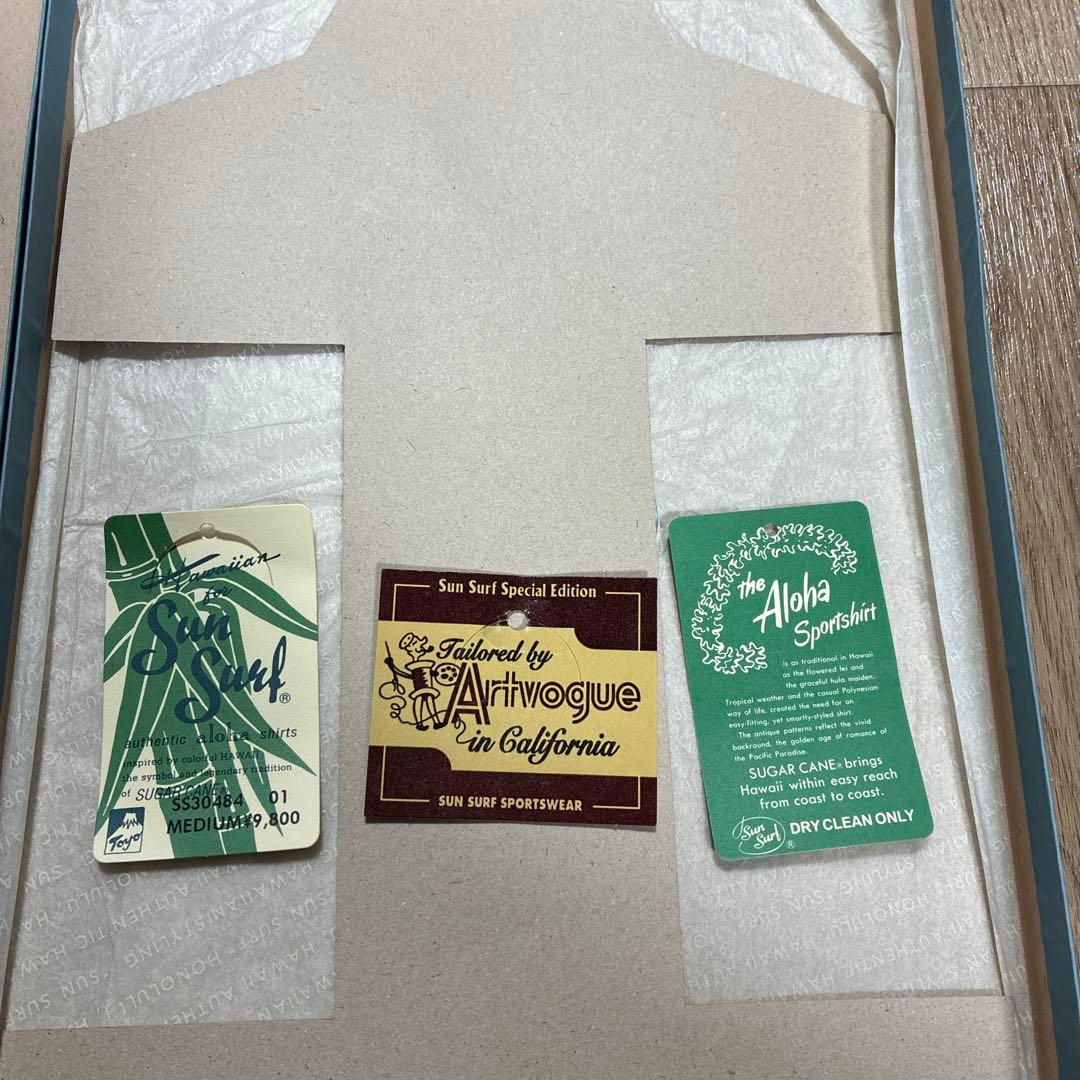 Hawaiian
for
Sun
Surf®
authentic aloha shirts
inspired by colorful HAWAII
the symbol and legendary tradition
of SUGAR CANE®
SS30484 01
MEDIUM ¥9,800
Toyo
Sun Surf Special Edition
Tailored by
Artvogue
in California
SUN SURF SPORTSWEAR
the Aloha
Sportshirt
is as traditional in Hawaii
as the flowered lei and
the graceful hula maiden.
Tropical weather and the casual Polynesian
way of life, created the need for an
easy-fitting, yet smartly-styled shirt.
The antique patterns reflect the vivid
backround, the golden age of romance of
the Pacific Paradise.
SUGAR CANE® brings
Hawaii within easy reach
from coast to coast.
Sun Surf® DRY CLEAN ONLY